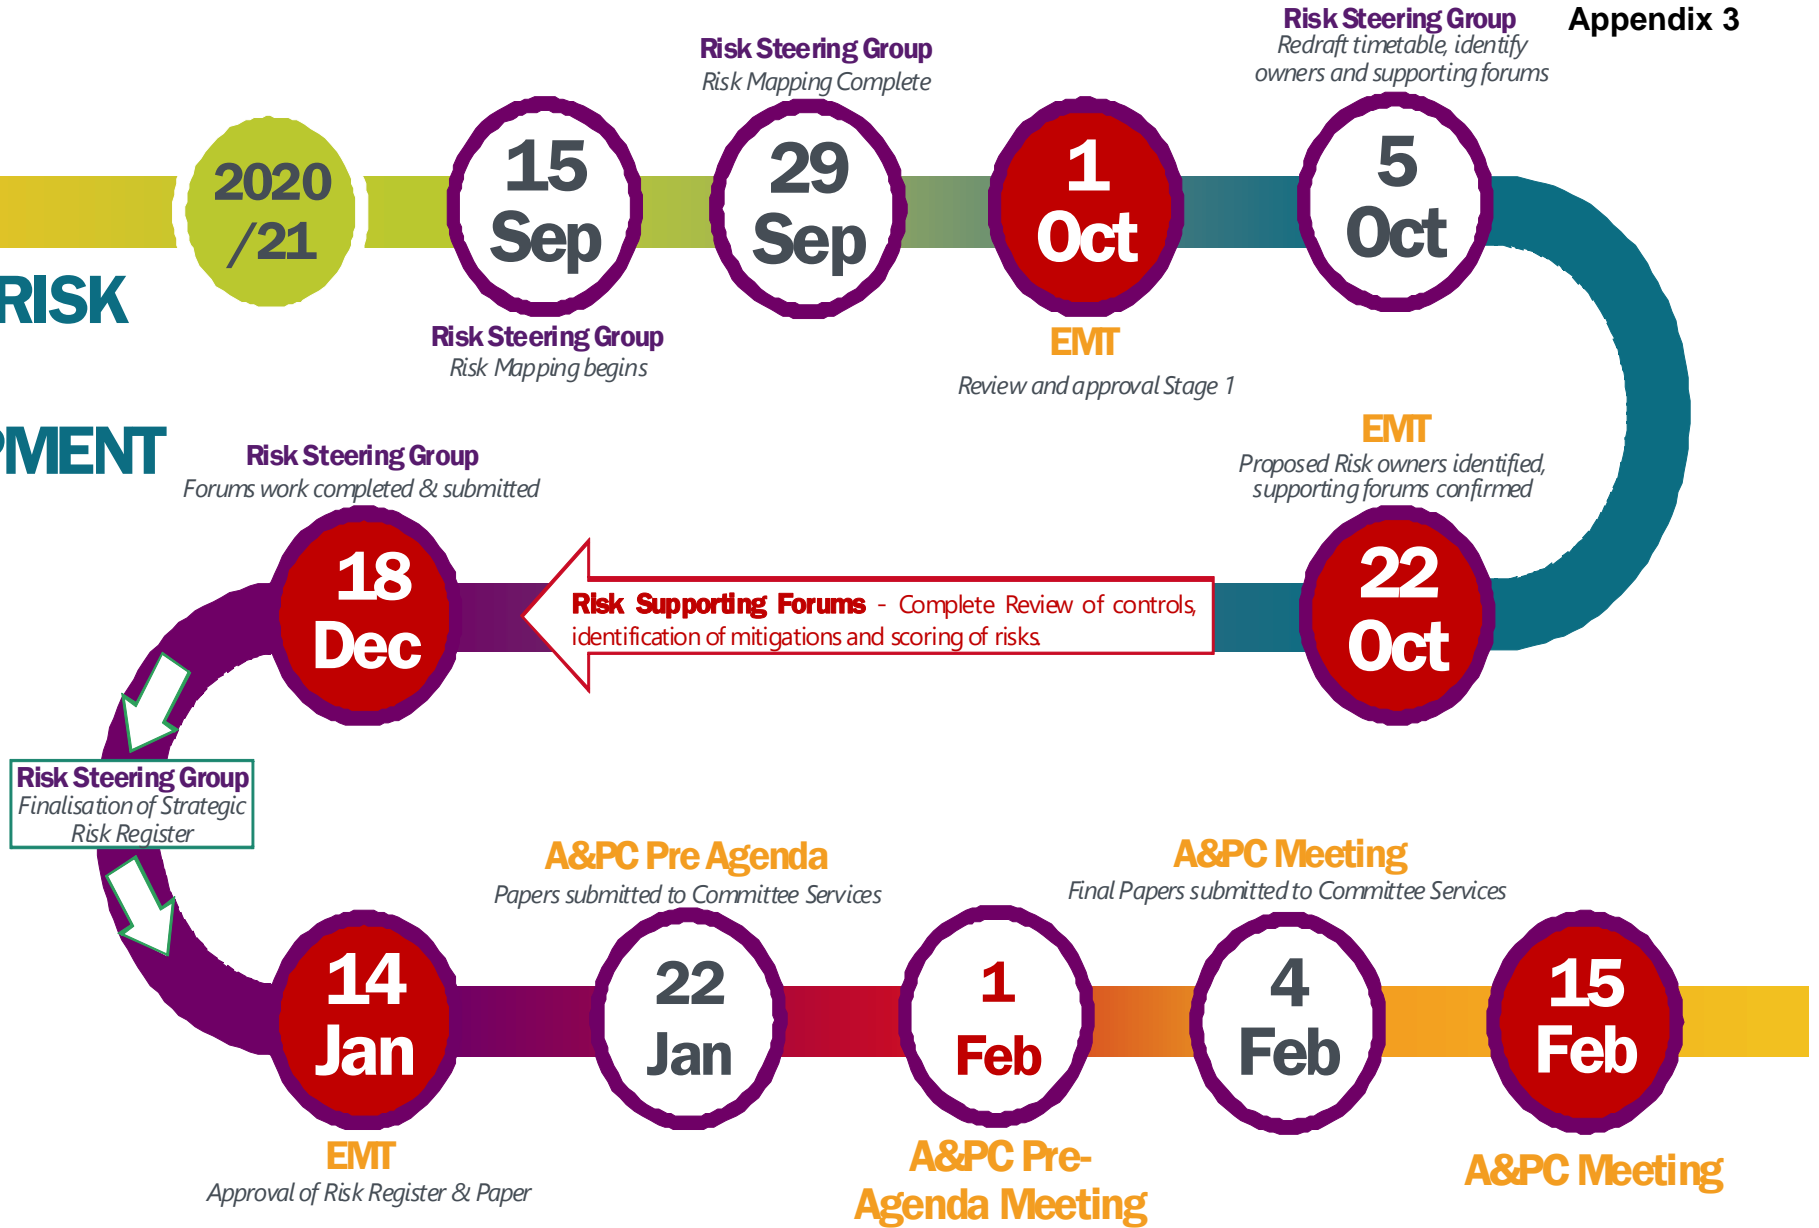 Appendix 3
Risk Steering Group
Redraft timetable, identify
owners and supporting forums
Risk Steering Group
Risk Mapping Complete
2020
/21
15
Sep
29
Sep
1
Oct
5
Oct
RISK
Risk Steering Group
Risk Mapping begins
EMT
Review and approval Stage 1
PMENT
EMT
Proposed Risk owners identified,
supporting forums confirmed
Risk Steering Group
Forums work completed & submitted
22
Oct
Risk Supporting Forums - Complete Review of controls,
identification of mitigations and scoring of risks.
18
Dec
Risk Steering Group
Finalisation of Strategic
Risk Register
A&PC Pre Agenda
Papers submitted to Committee Services
A&PC Meeting
Final Papers submitted to Committee Services
14
Jan
22
Jan
1
Feb
4
Feb
15
Feb
EMT
Approval of Risk Register & Paper
A&PC Pre-
Agenda Meeting
A&PC Meeting